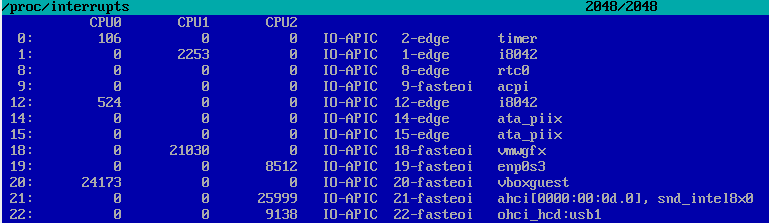 /proc/interrupts 2048/2048
CPU0 CPU1 CPU2
0: 106 0 0 IO-APIC 2-edge timer
1: 0 2253 0 IO-APIC 1-edge i8042
8: 0 0 0 IO-APIC 8-edge rtc0
9: 0 0 0 IO-APIC 9-fasteoi acpi
12: 524 0 0 IO-APIC 12-edge i8042
14: 0 0 0 IO-APIC 14-edge ata_piix
15: 0 0 0 IO-APIC 15-edge ata_piix
18: 0 21030 0 IO-APIC 18-fasteoi vmwgfx
19: 0 0 8512 IO-APIC 19-fasteoi enp0s3
20: 24173 0 0 IO-APIC 20-fasteoi vboxguest
21: 0 0 25999 IO-APIC 21-fasteoi ahci[0000:00:0d.0], snd_intel8x0
22: 0 0 9138 IO-APIC 22-fasteoi ohci_hcd:usb1